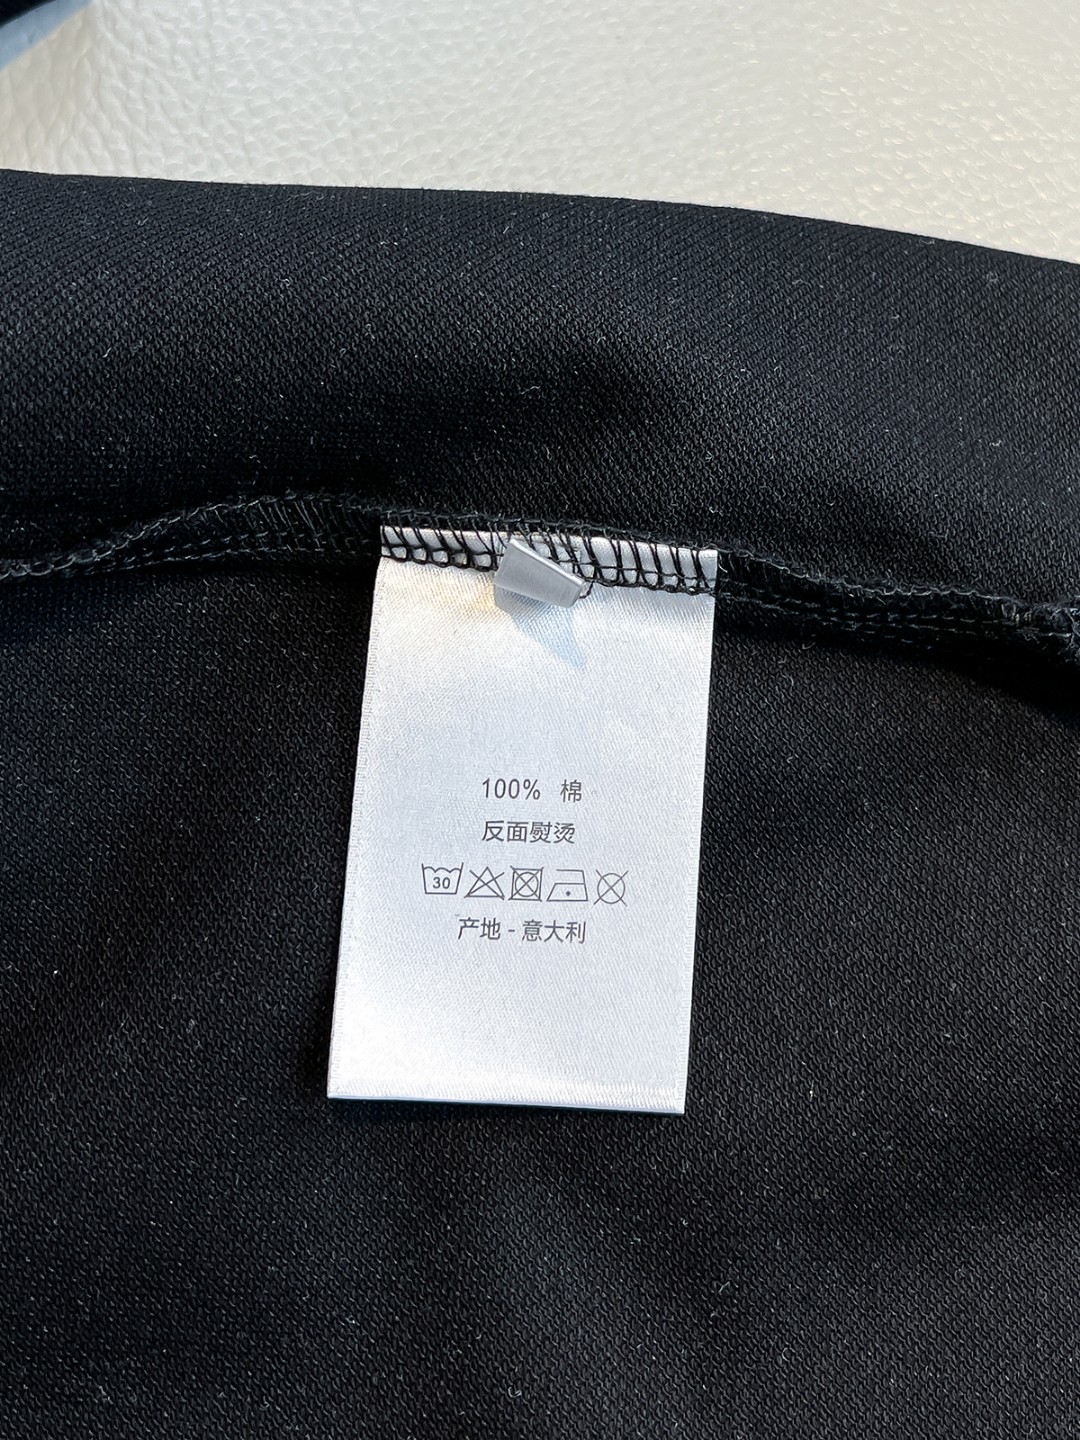 100% 棉
反面熨烫
30
产地 - 意大利